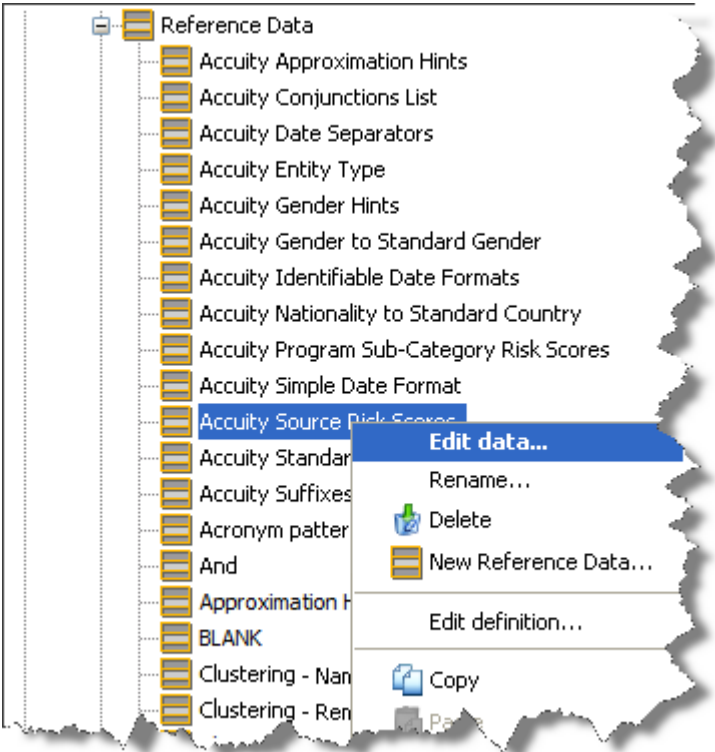 Reference Data
Accuity Approximation Hints
Accuity Conjunctions List
Accuity Date Separators
Accuity Entity Type
Accuity Gender Hints
Accuity Gender to Standard Gender
Accuity Identifiable Date Formats
Accuity Nationality to Standard Country
Accuity Program Sub-Category Risk Scores
Accuity Simple Date Format
Accuity Source Risk Scores
Accuity Standar
Accuity Suffixes
Acronym patter
And
Approximation H
BLANK
Clustering - Nam
Clustering - Ren
Edit data...
Rename...
Delete
New Reference Data...
Edit definition...
Copy
Paste